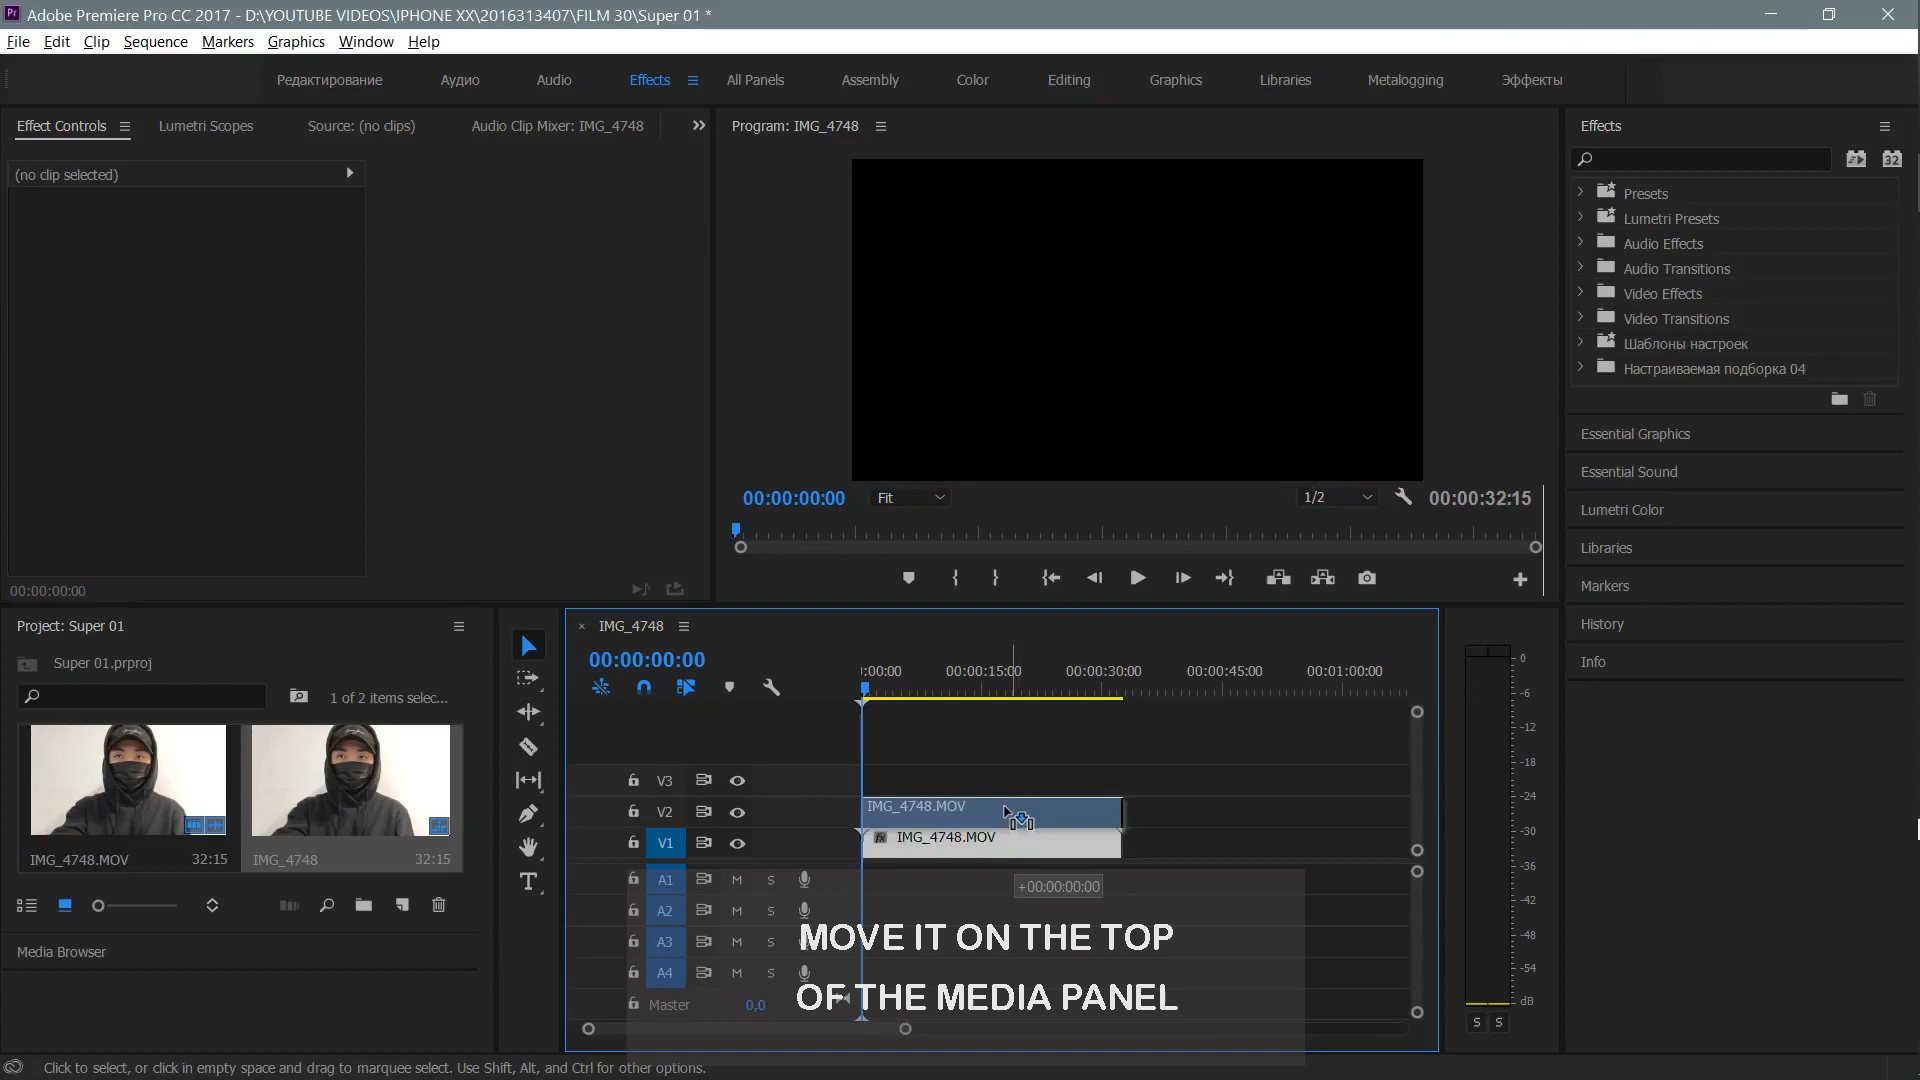 Adobe Premiere Pro CC 2017 - D:\YOUTUBE VIDEOS\IPHONE XX\2016313407\FILM 30\Super 01 *
File Edit Clip Sequence Markers Graphics Window Help
Редактирование Аудио Audio Effects All Panels Assembly Color Editing Graphics Libraries Metalogging Эффекты
Effect Controls Lumetri Scopes Source: (no clips) Audio Clip Mixer: IMG_4748
(no clip selected)
00:00:00:00
Program: IMG_4748
00:00:00:00 Fit 1/2 00:00:32:15
Effects
32
Presets
Lumetri Presets
Audio Effects
Audio Transitions
Video Effects
Video Transitions
Шаблоны настроек
Настраиваемая подборка 04
Essential Graphics
Essential Sound
Lumetri Color
Libraries
Markers
History
Info
Project: Super 01
Super 01.prproj
1 of 2 items selec...
IMG_4748.MOV 32:15
IMG_4748 32:15
Media Browser
× IMG_4748
00:00:00:00
:00:00 00:00:15:00 00:00:30:00 00:00:45:00 00:01:00:00
V3
V2 IMG_4748.MOV
V1 fx IMG_4748.MOV
A1 M S
+00:00:00:00
A2 M S
A3 M S
A4 M S
Master 0,0
MOVE IT ON THE TOP
OF THE MEDIA PANEL
0
-6
-12
-18
-24
-30
-36
-42
-48
-54
dB
S S
Click to select, or click in empty space and drag to marquee select. Use Shift, Alt, and Ctrl for other options.